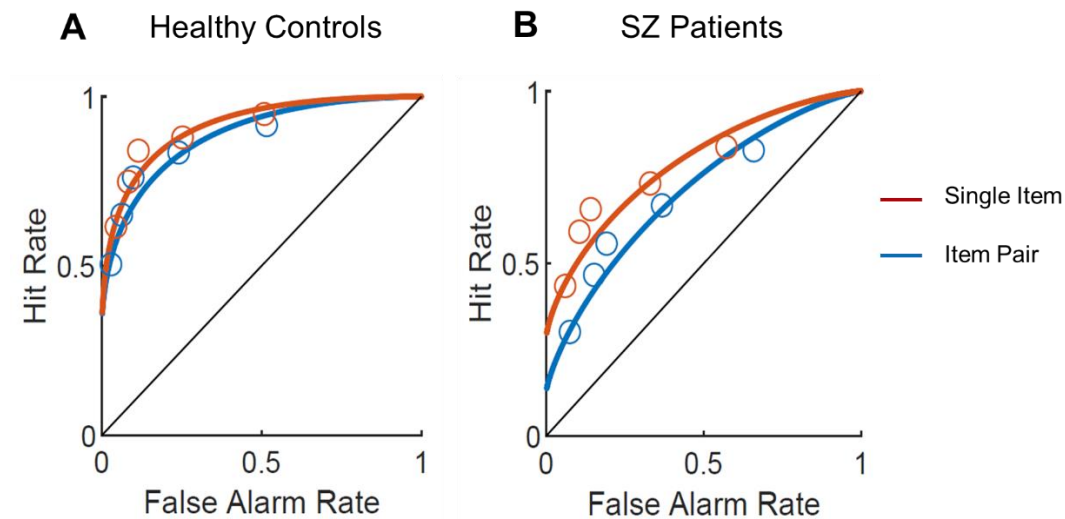 A Healthy Controls
B SZ Patients
1
0.5
0
Hit Rate
0 0.5 1
False Alarm Rate
1
0.5
0
Hit Rate
0 0.5 1
False Alarm Rate
Single Item
Item Pair